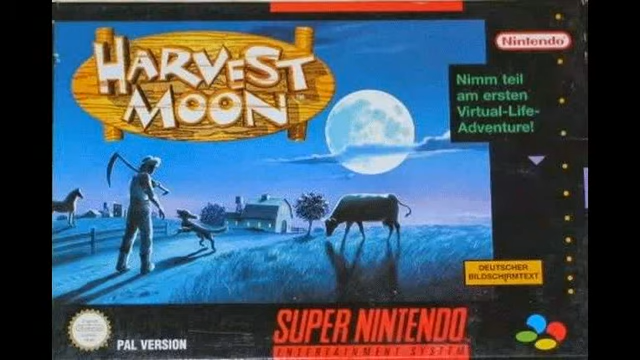 HARVEST
MOON
Nintendo
Nimm teil
am ersten
Virtual-Life-
Adventure!
DEUTSCHER
BILDSCHIRMTEXT
PAL VERSION
SUPER NINTENDO
ENTERTAINMENT SYSTEM